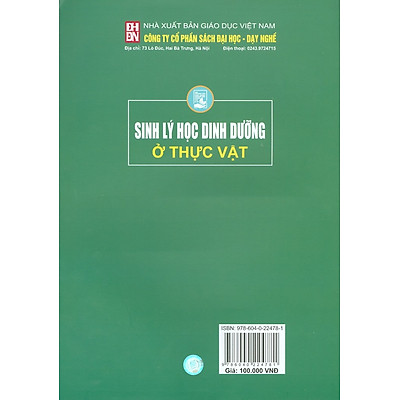 ĐH
DN
NHÀ XUẤT BẢN GIÁO DỤC VIỆT NAM
CÔNG TY CỔ PHẦN SÁCH ĐẠI HỌC - DẠY NGHỀ
Địa chỉ: 73 Lò Đúc, Hai Bà Trưng, Hà Nội Điện thoại: 0243.9724715
SINH LÝ HỌC DINH DƯỠNG
Ở THỰC VẬT
ISBN: 978-604-0-22478-1
Giá: 100.000 VNĐ